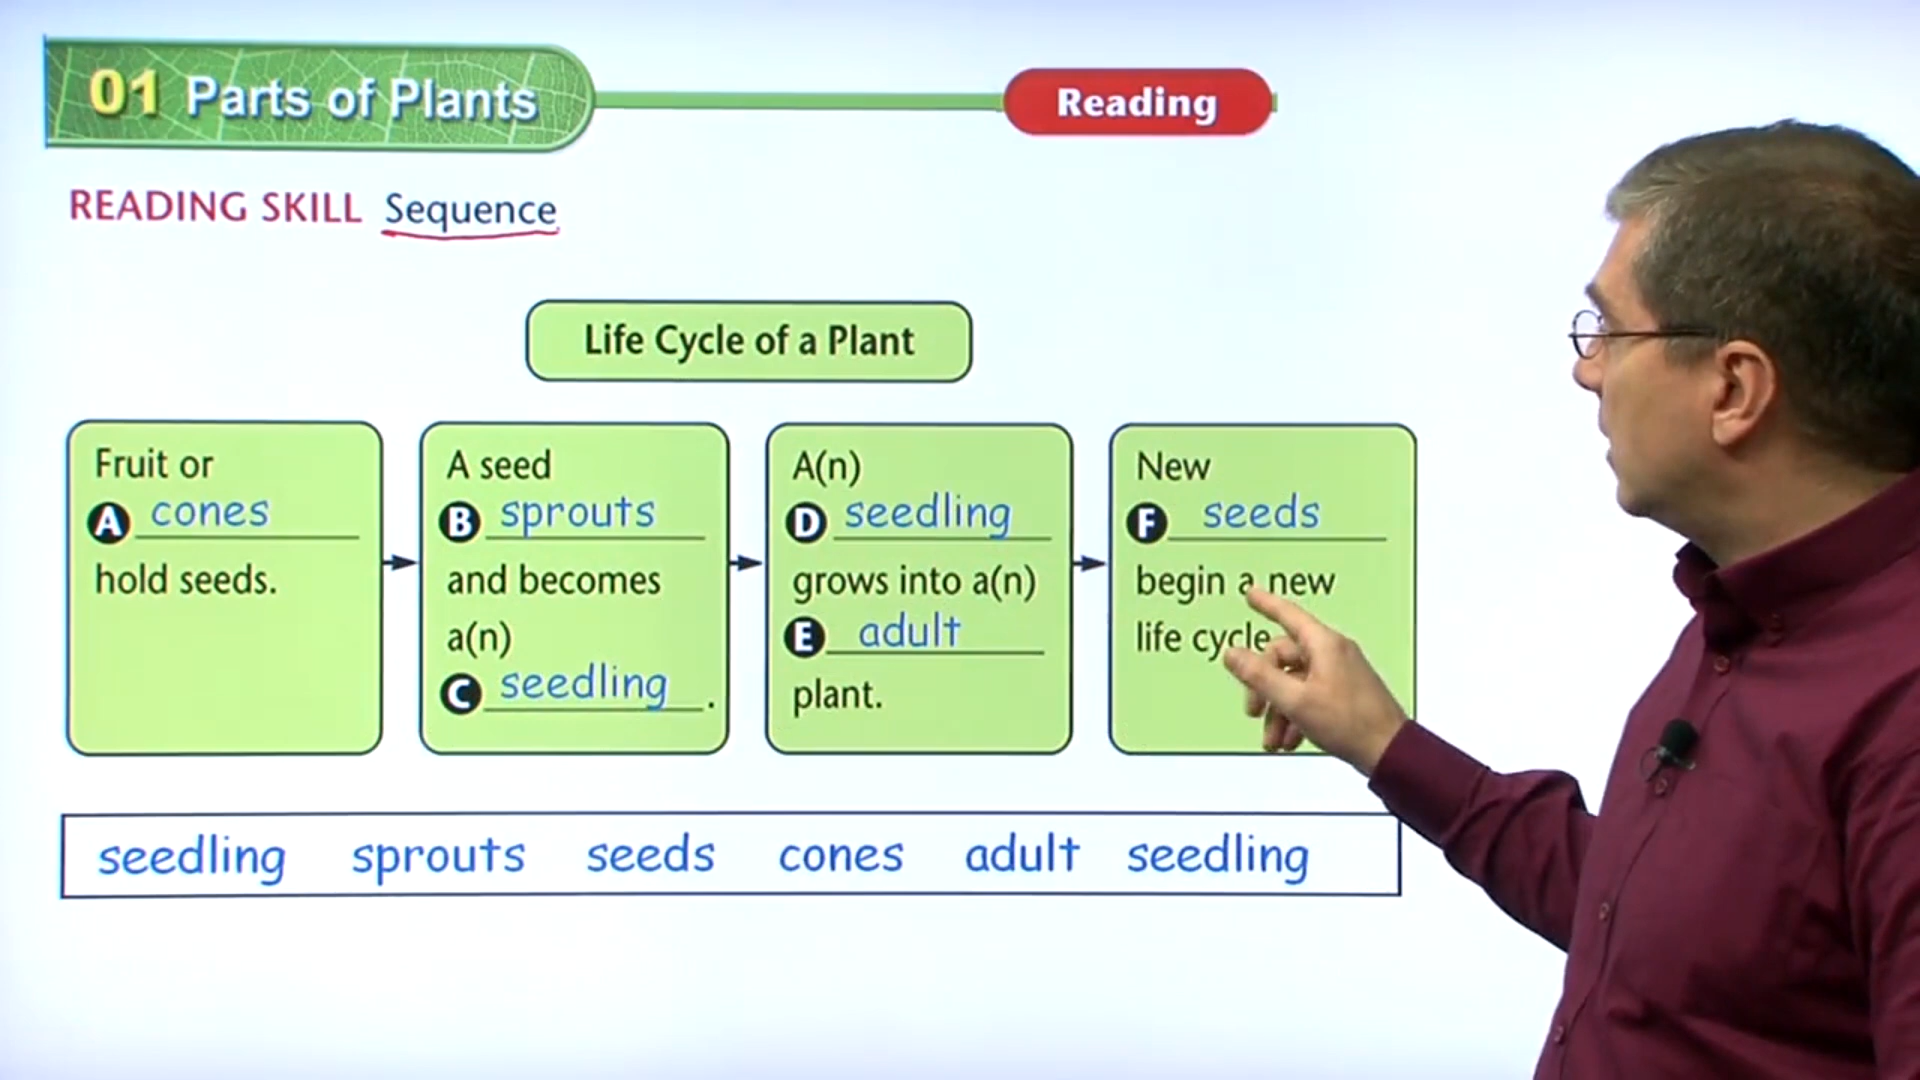 01 Parts of Plants
Reading
READING SKILL Sequence
Life Cycle of a Plant
Fruit or
A cones
hold seeds.
A seed
B sprouts
and becomes
a(n)
C seedling.
A(n)
D seedling
grows into a(n)
E adult
plant.
New
F seeds
begin a new
life cycle
seedling sprouts seeds cones adult seedling